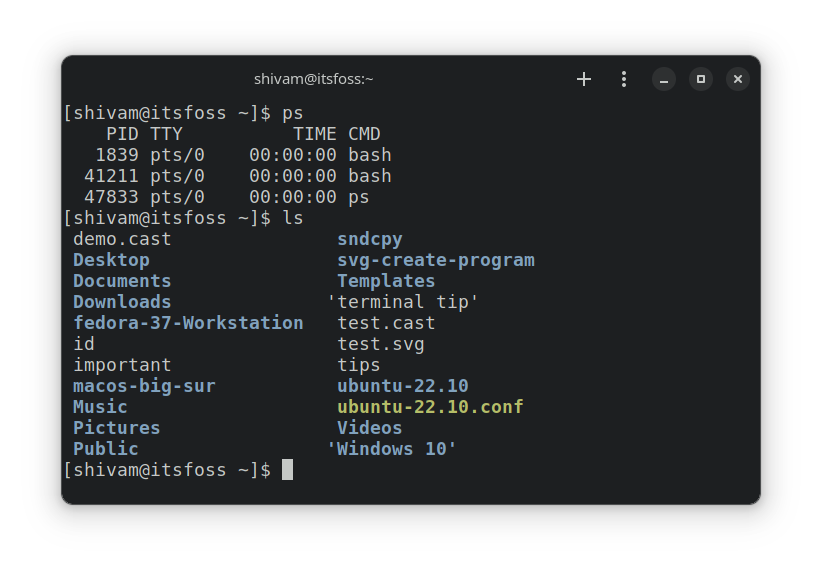 shivam@itsfoss:~
[shivam@itsfoss ~]$ ps
    PID TTY          TIME CMD
   1839 pts/0    00:00:00 bash
  41211 pts/0    00:00:00 bash
  47833 pts/0    00:00:00 ps
[shivam@itsfoss ~]$ ls
 demo.cast               sndcpy
 Desktop                 svg-create-program
 Documents               Templates
 Downloads              'terminal tip'
 fedora-37-Workstation   test.cast
 id                      test.svg
 important               tips
 macos-big-sur           ubuntu-22.10
 Music                   ubuntu-22.10.conf
 Pictures                Videos
 Public                 'Windows 10'
[shivam@itsfoss ~]$